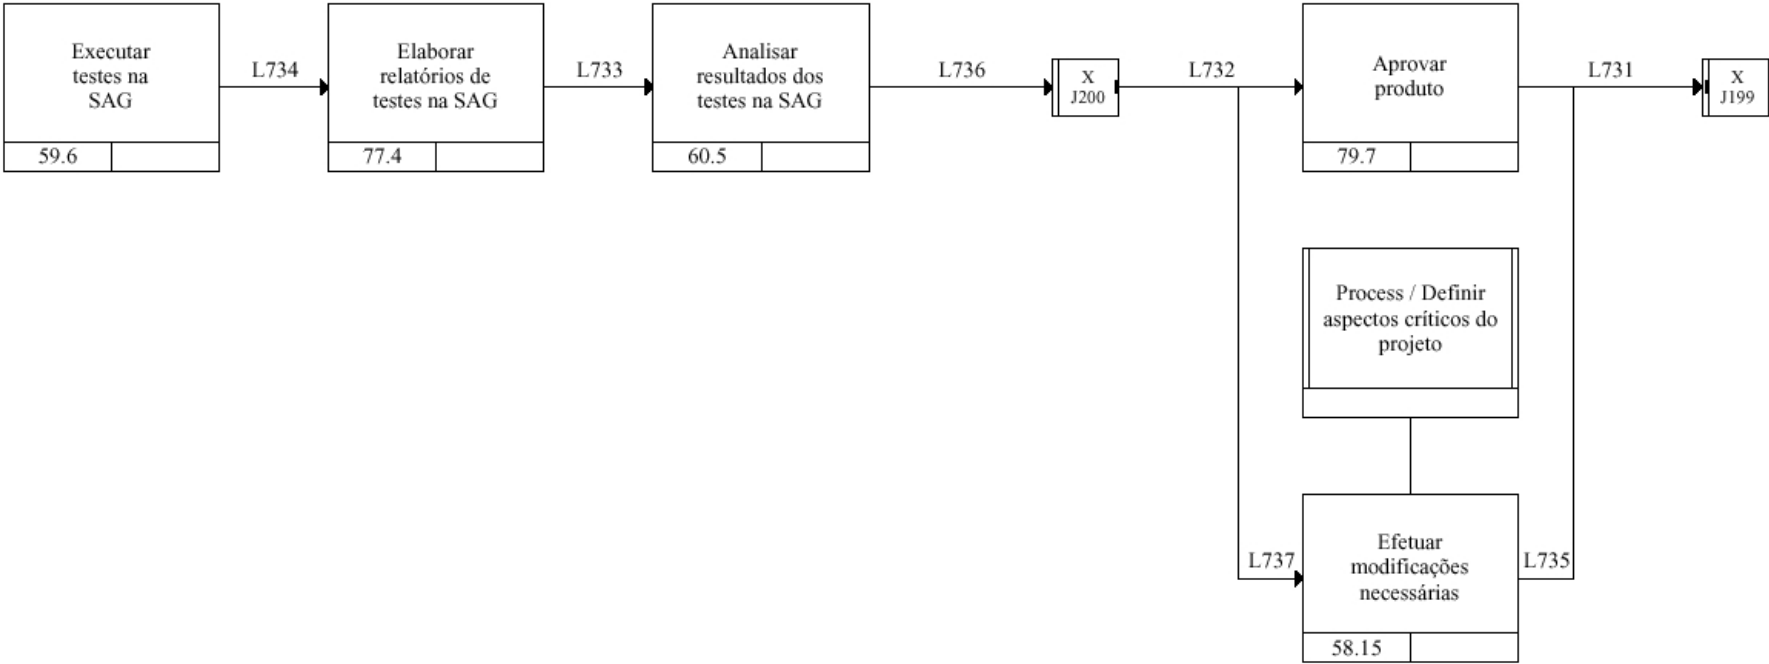 Executar
testes na
SAG
59.6
L734
Elaborar
relatórios de
testes na SAG
77.4
L733
Analisar
resultados dos
testes na SAG
60.5
L736
X
J200
L732
Aprovar
produto
79.7
L731
X
J199
Process / Definir
aspectos críticos do
projeto
L737
Efetuar
modificações
necessárias
58.15
L735